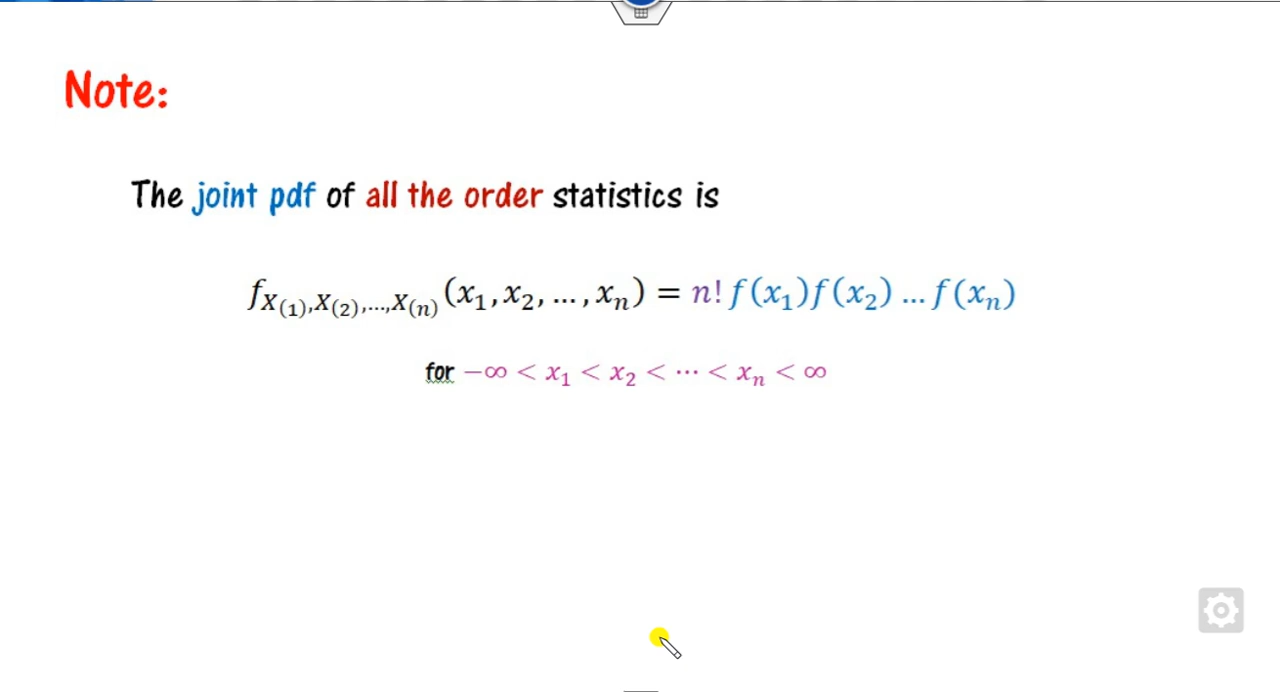 Note:
The joint pdf of all the order statistics is
f_{X_{(1)},X_{(2)},...,X_{(n)}}(x_1, x_2, ..., x_n) = n! f(x_1)f(x_2) ... f(x_n)
for −∞ < x_1 < x_2 < ⋯ < x_n < ∞